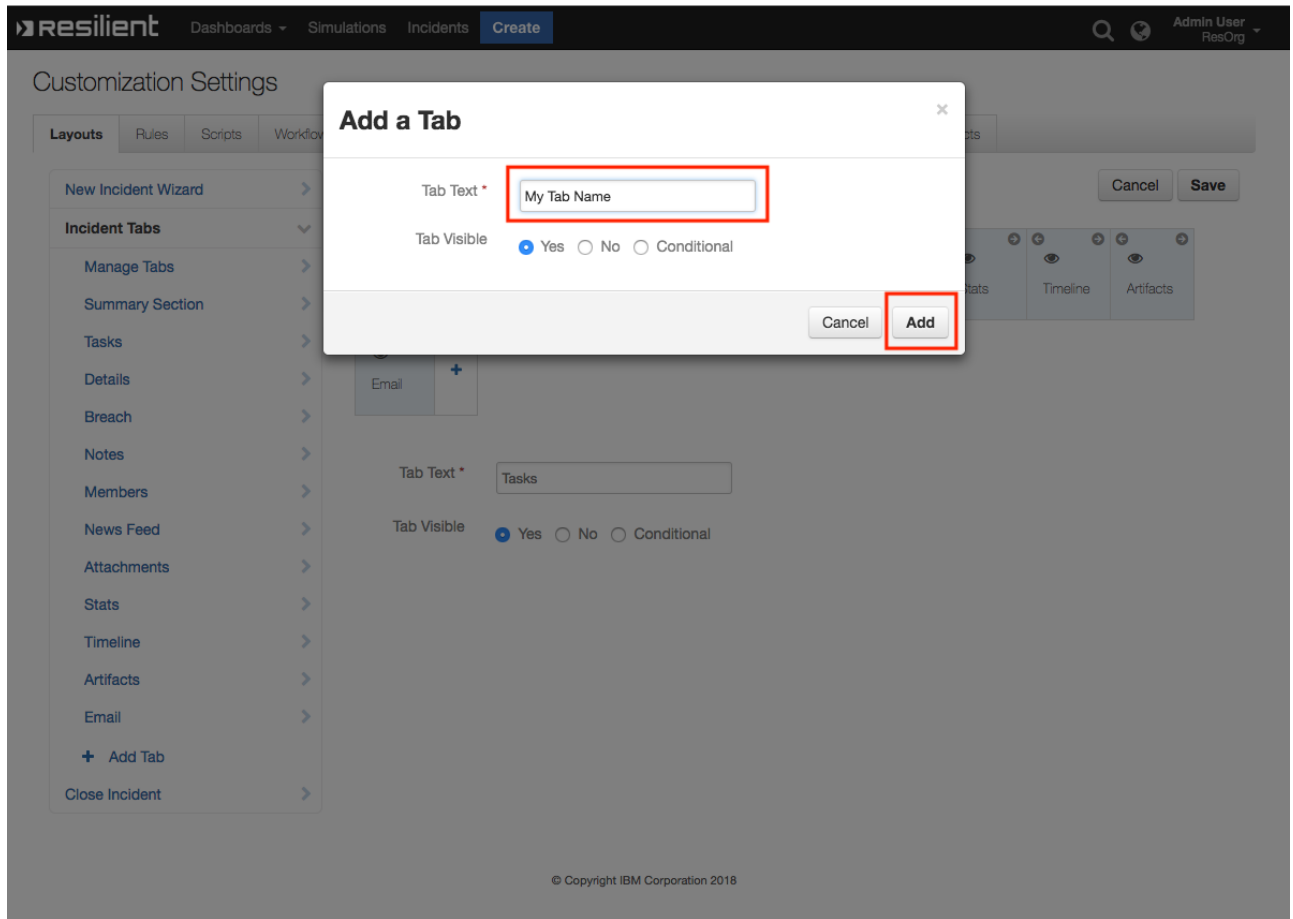 Resilient Dashboards Simulations Incidents Create Admin User
ResOrg
Customization Settings
Layouts Rules Scripts Workflow
Add a Tab
×
Tab Text * My Tab Name
Tab Visible Yes No Conditional
Cancel Add
Cancel Save
New Incident Wizard
Incident Tabs
Manage Tabs
Summary Section
Tasks
Details
Breach
Notes
Members
News Feed
Attachments
Stats
Timeline
Artifacts
Email
+ Add Tab
Close Incident
Timeline Artifacts
Email +
Tab Text * Tasks
Tab Visible Yes No Conditional
© Copyright IBM Corporation 2018